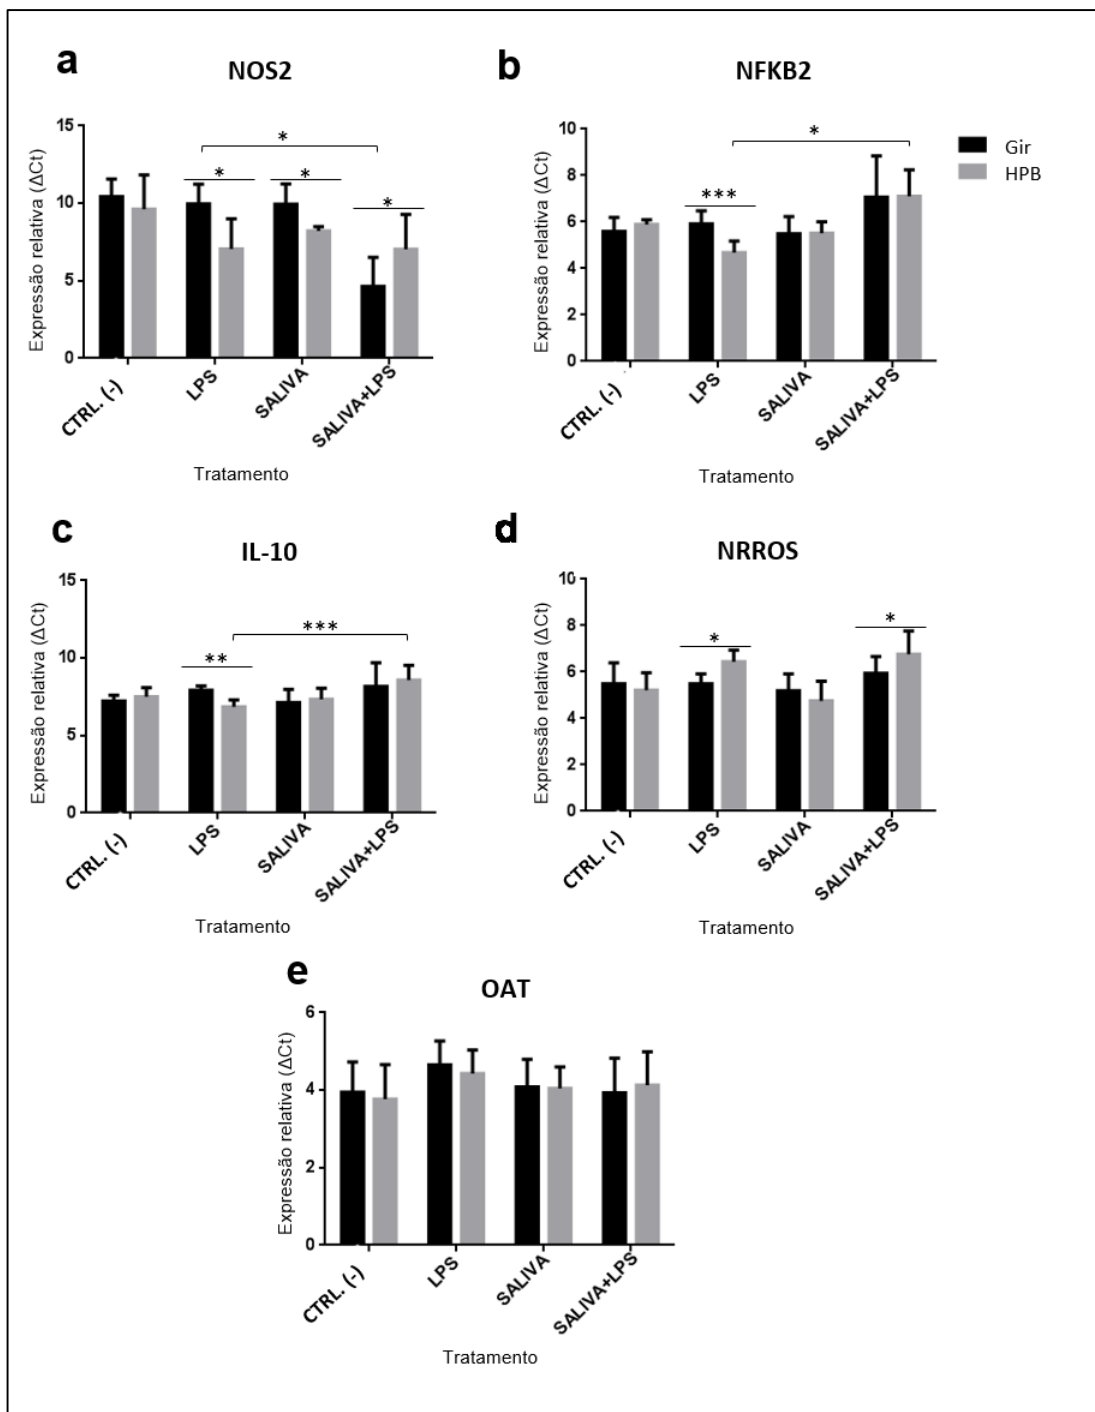 a
NOS2
Expressão relativa (ΔCt)
15
10
5
0
*
*
*
*
CTRL. (-)
LPS
SALIVA
SALIVA+LPS
Tratamento
b
NFKB2
Expressão relativa (ΔCt)
10
8
6
4
2
0
***
*
CTRL. (-)
LPS
SALIVA
SALIVA+LPS
Tratamento
Gir
HPB
c
IL-10
Expressão relativa (ΔCt)
15
10
5
0
**
***
CTRL. (-)
LPS
SALIVA
SALIVA+LPS
Tratamento
d
NRROS
Expressão relativa (ΔCt)
10
8
6
4
2
0
*
*
CTRL. (-)
LPS
SALIVA
SALIVA+LPS
Tratamento
e
OAT
Expressão relativa (ΔCt)
6
4
2
0
CTRL. (-)
LPS
SALIVA
SALIVA+LPS
Tratamento